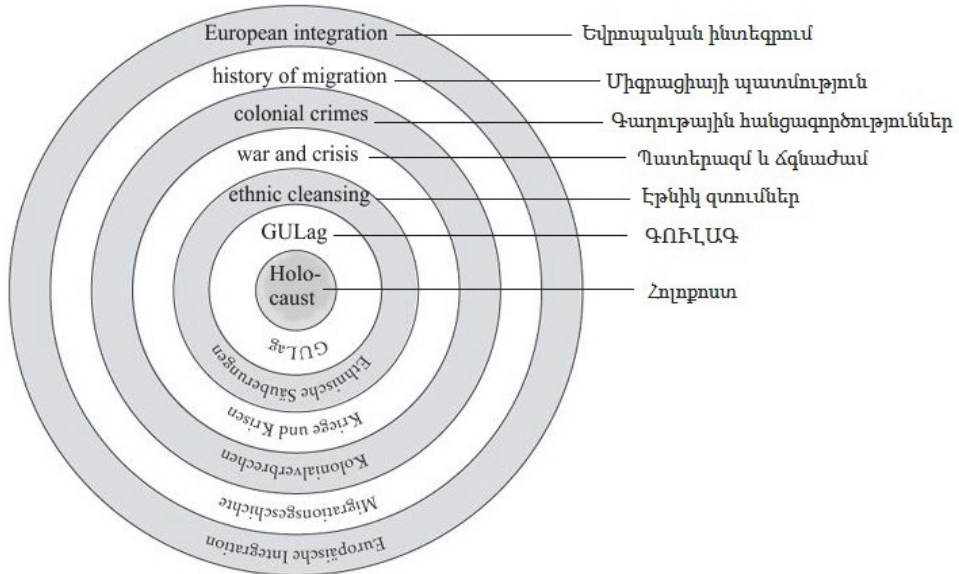 European integration
Եվրոպական ինտեգրում
history of migration
Միգրացիայի պատմություն
colonial crimes
Գաղութային հանցագործություններ
war and crisis
Պատերազմ և ճգնաժամ
ethnic cleansing
Էթնիկ զտումներ
GULag
ԳՈՒԼԱԳ
Holo-
caust
Հոլոքոստ
GULag
Ethnische Säuberungen
Kriege und Krisen
Kolonialverbrechen
Migrationsgeschichte
Europäische Integration